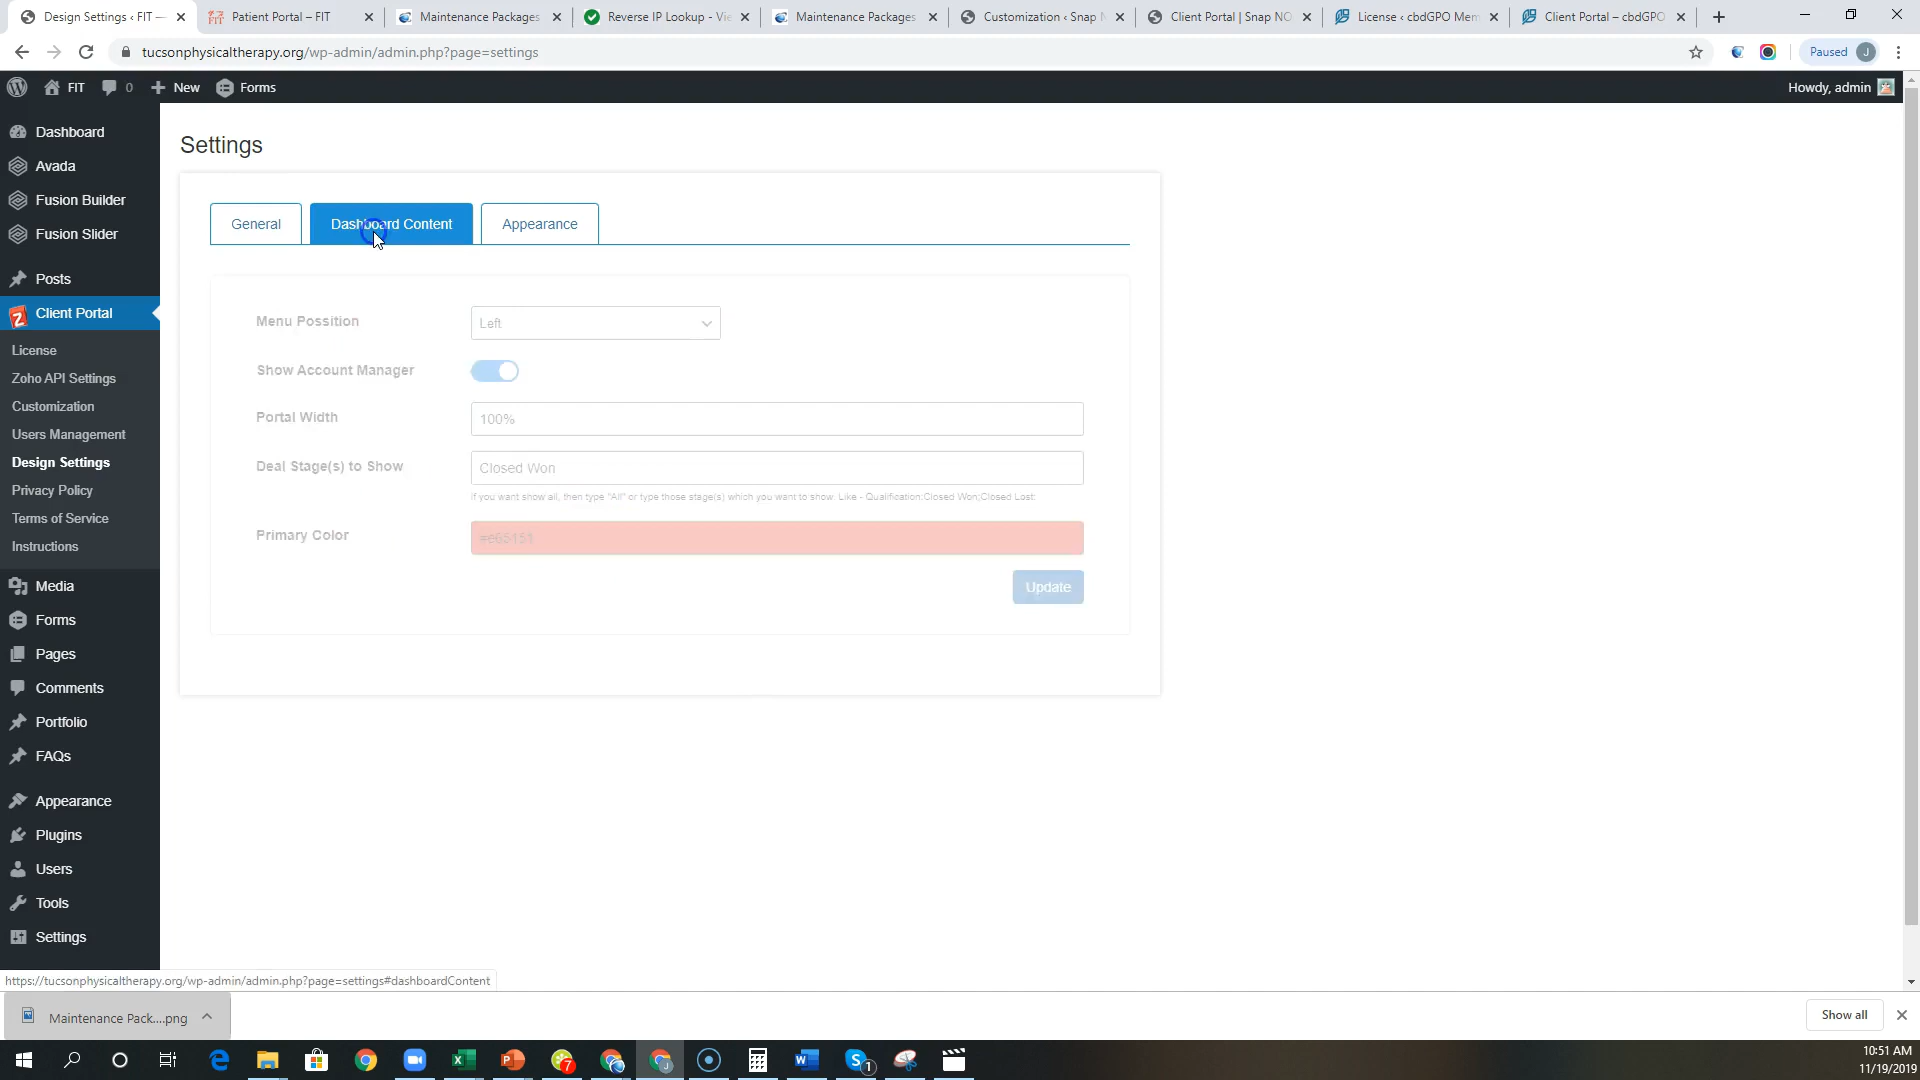 Design Settings ‹ FIT —
Patient Portal – FIT
Maintenance Packages
Reverse IP Lookup - Vie
Maintenance Packages
Customization ‹ Snap N
Client Portal | Snap NO
License ‹ cbdGPO Mem
Client Portal – cbdGPO
tucsonphysicaltherapy.org/wp-admin/admin.php?page=settings
Paused
J
FIT
0
New
Forms
Howdy, admin
Dashboard
Avada
Fusion Builder
Fusion Slider
Posts
Client Portal
License
Zoho API Settings
Customization
Users Management
Design Settings
Privacy Policy
Terms of Service
Instructions
Media
Forms
Pages
Comments
Portfolio
FAQs
Appearance
Plugins
Users
Tools
Settings
Settings
General
Dashboard Content
Appearance
Menu Possition
Left
Show Account Manager
Portal Width
100%
Deal Stage(s) to Show
Closed Won
If you want show all, then type "All" or type those stage(s) which you want to show. Like - Qualification;Closed Won;Closed Lost
Primary Color
Update
https://tucsonphysicaltherapy.org/wp-admin/admin.php?page=settings#dashboardContent
Maintenance Pack....png
Show all
7
J
1
10:51 AM
11/19/2019